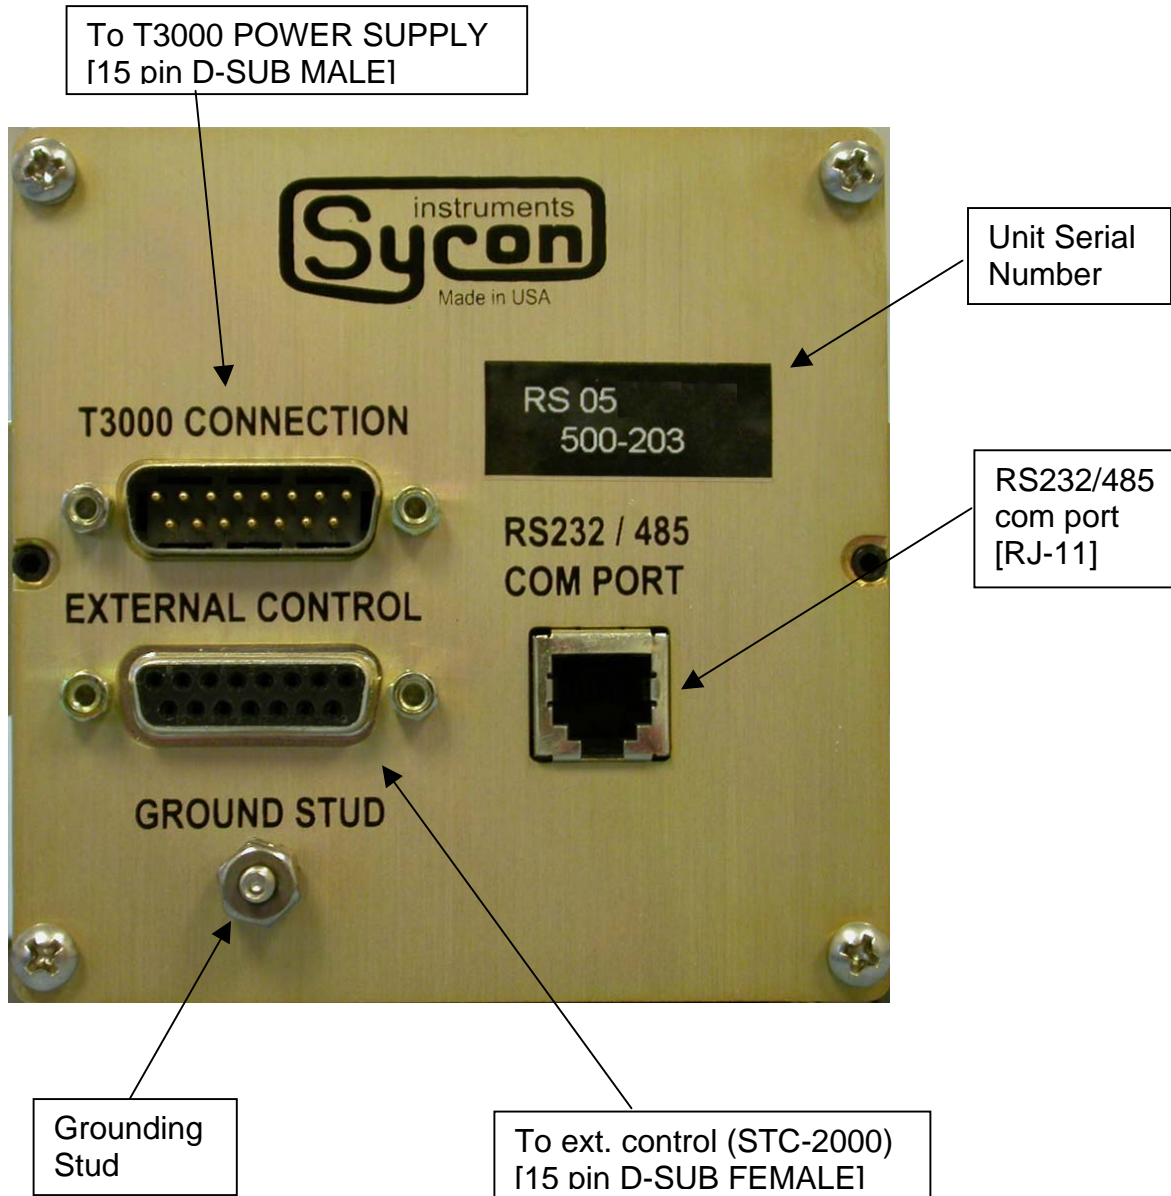 To T3000 POWER SUPPLY
[15 pin D-SUB MALE]
instruments
Sycon
Made in USA
Unit Serial
Number
RS 05
500-203
T3000 CONNECTION
RS232/485
com port
[RJ-11]
RS232 / 485
COM PORT
EXTERNAL CONTROL
GROUND STUD
Grounding
Stud
To ext. control (STC-2000)
[15 pin D-SUB FEMALE]